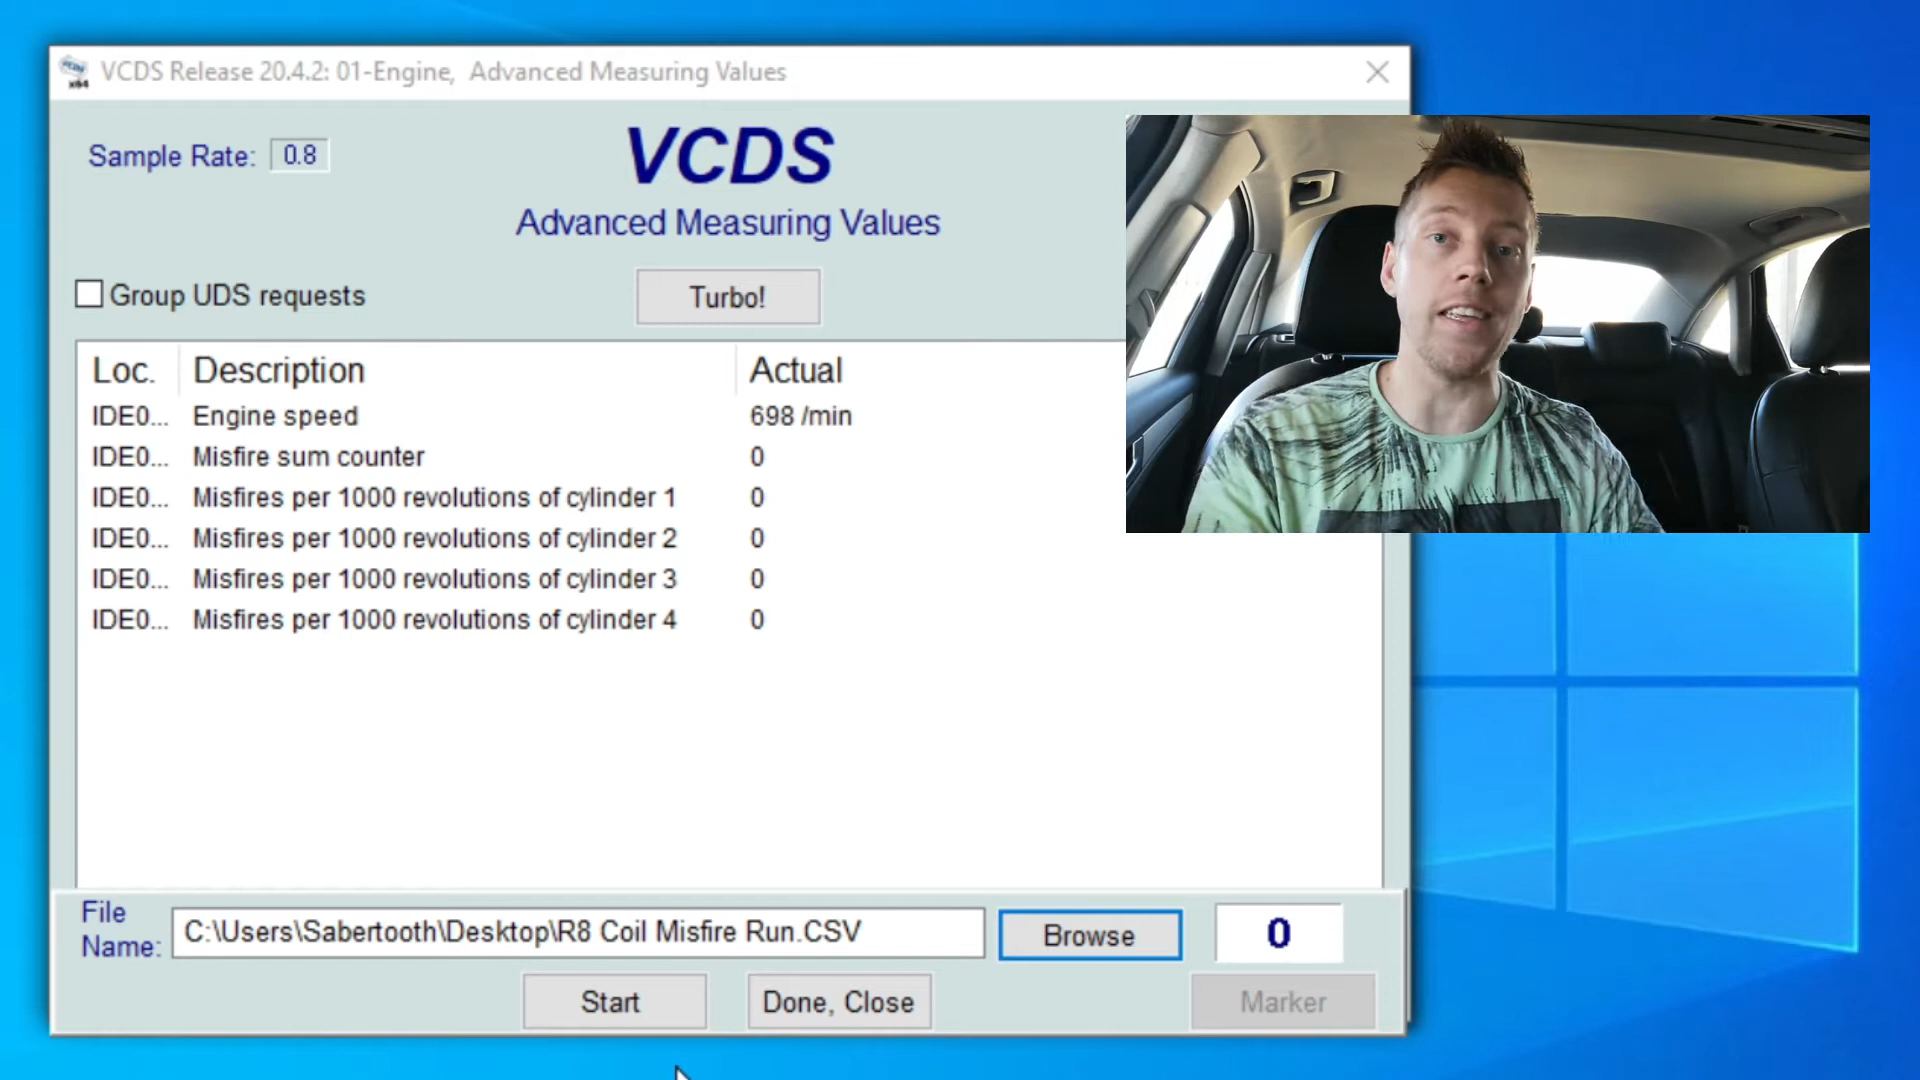 VCDS Release 20.4.2: 01-Engine, Advanced Measuring Values
Sample Rate: 0.8
VCDS
Advanced Measuring Values
Group UDS requests
Turbo!
Loc. Description Actual
IDE0... Engine speed 698 /min
IDE0... Misfire sum counter 0
IDE0... Misfires per 1000 revolutions of cylinder 1 0
IDE0... Misfires per 1000 revolutions of cylinder 2 0
IDE0... Misfires per 1000 revolutions of cylinder 3 0
IDE0... Misfires per 1000 revolutions of cylinder 4 0
File Name: C:\Users\Sabertooth\Desktop\R8 Coil Misfire Run.CSV Browse 0
Start Done, Close Marker